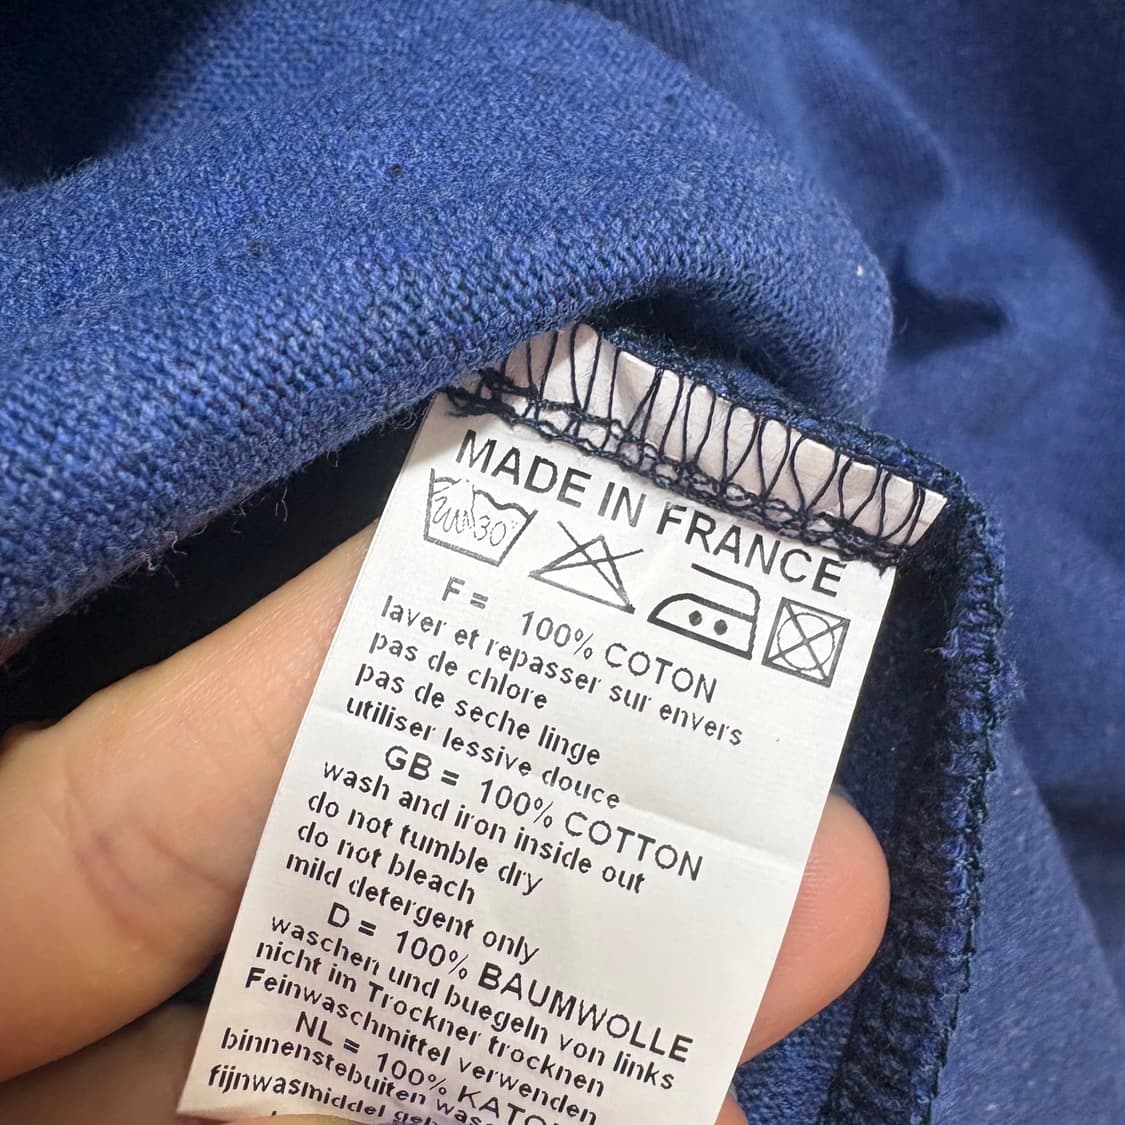 MADE IN FRANCE
30°
F = 100% COTON
laver et repasser sur envers
pas de chlore
pas de seche linge
utiliser lessive douce
GB = 100% COTTON
wash and iron inside out
do not tumble dry
do not bleach
mild detergent only
D = 100% BAUMWOLLE
waschen und buegeln von links
nicht im Trockner trocknen
Feinwaschmittel verwenden
NL = 100%
binnenstebuiten
fijnwasmiddel